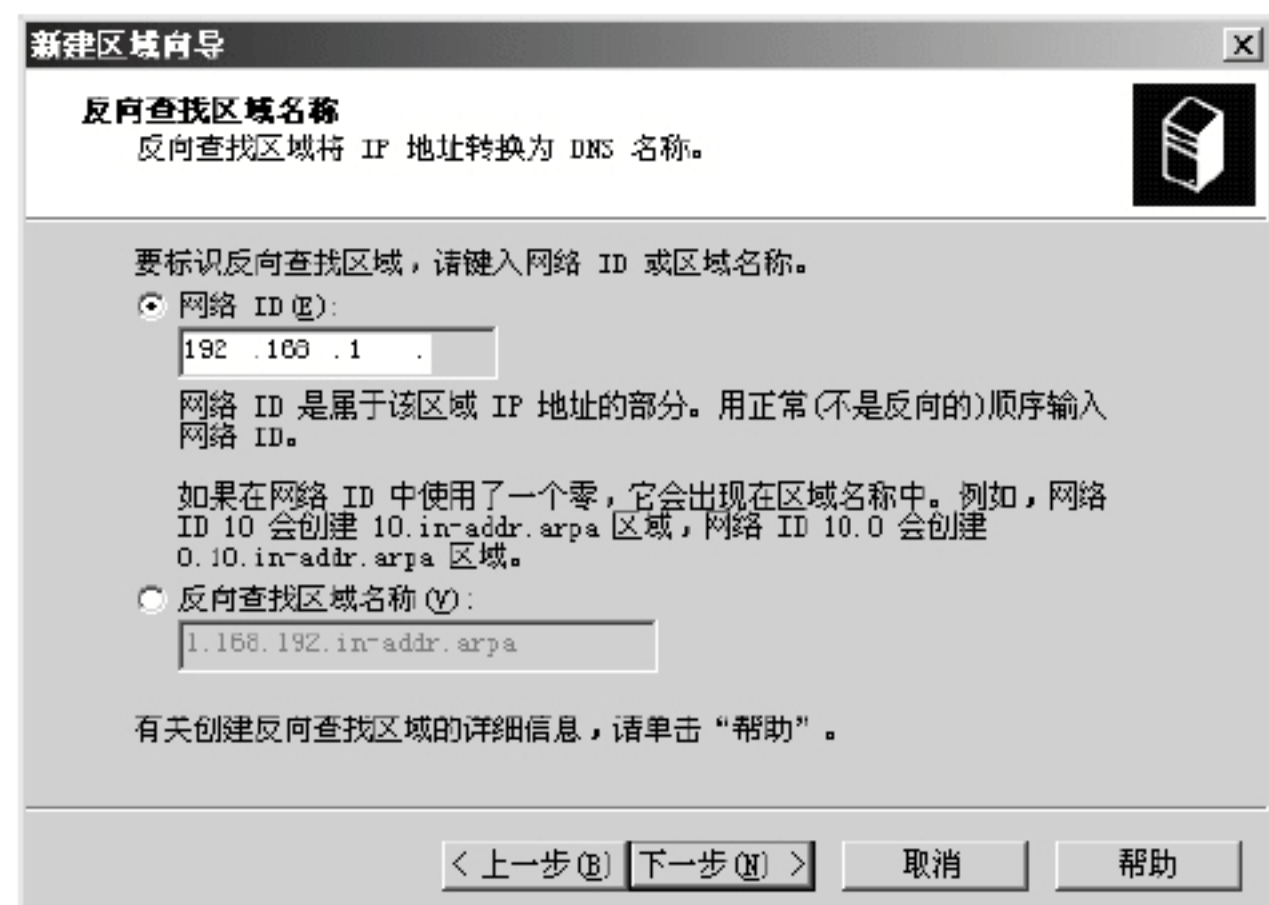 新建区域向导
反向查找区域名称
反向查找区域将 IP 地址转换为 DNS 名称。
要标识反向查找区域，请键入网络 ID 或区域名称。
网络 ID(E):
192 .168 .1 .
网络 ID 是属于该区域 IP 地址的部分。用正常(不是反向的)顺序输入
网络 ID。
如果在网络 ID 中使用了一个零，它会出现在区域名称中。例如，网络
ID 10 会创建 10.in-addr.arpa 区域，网络 ID 10.0 会创建
0.10.in-addr.arpa 区域。
反向查找区域名称(V):
1.168.192.in-addr.arpa
有关创建反向查找区域的详细信息，请单击“帮助”。
< 上一步(B) 下一步(N) > 取消 帮助